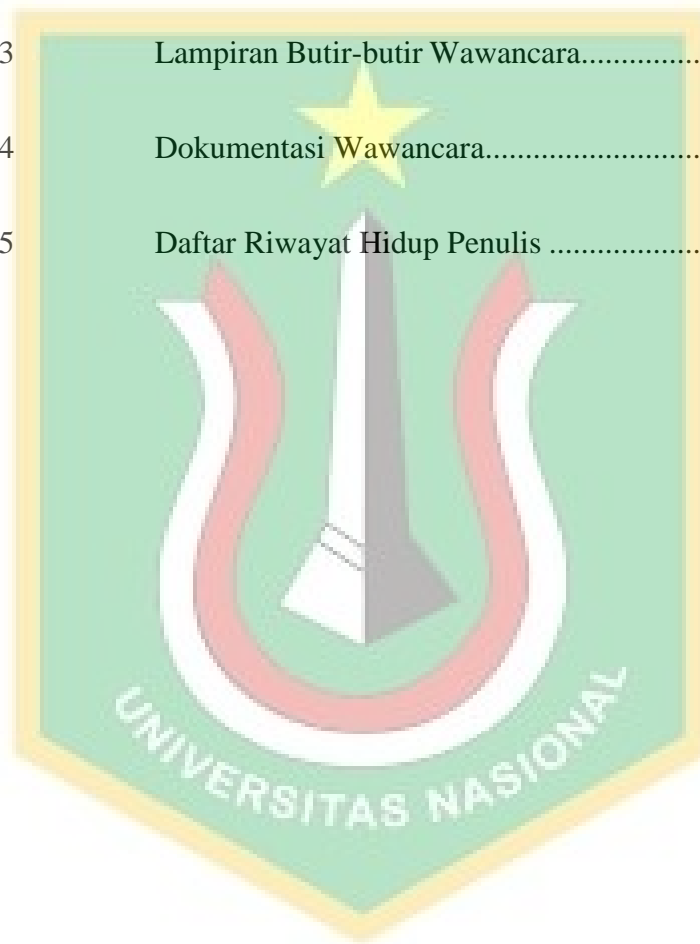 3 Lampiran Butir-butir Wawancara...............
4 Dokumentasi Wawancara...........................
5 Daftar Riwayat Hidup Penulis ...................
UNIVERSITAS NASIONAL